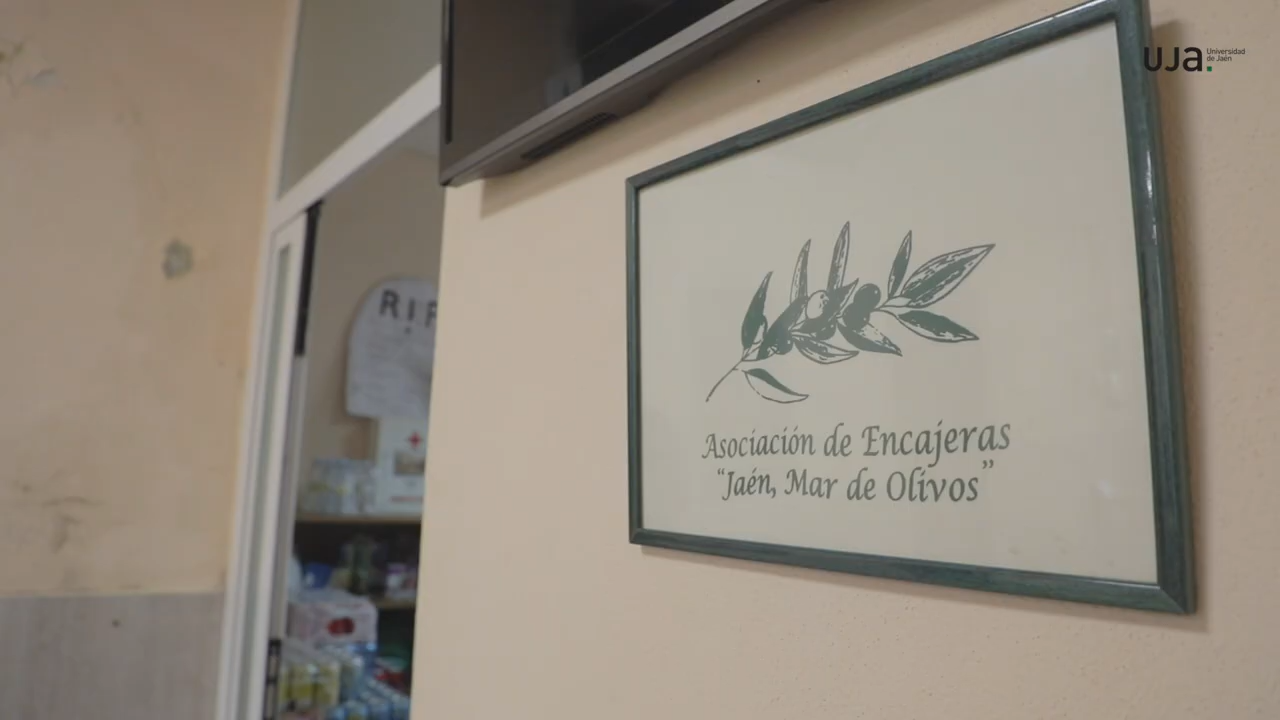 uja.
Universidad
de Jaén
Asociación de Encajeras
“Jaén, Mar de Olivos”